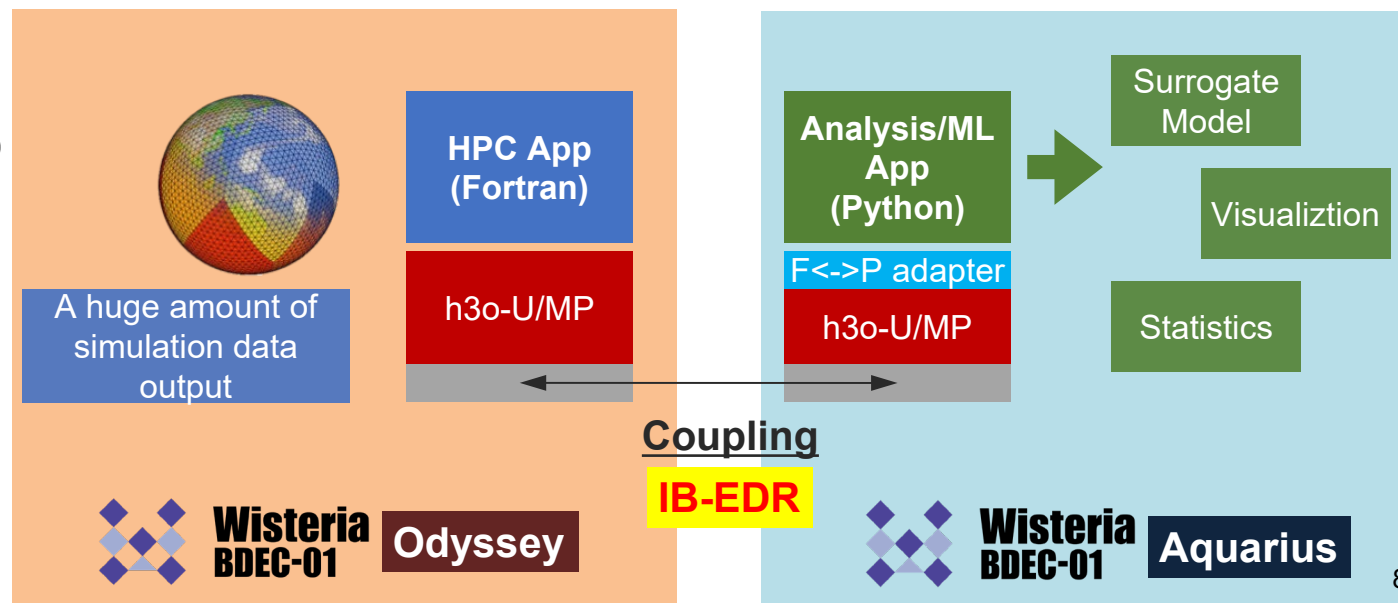 HPC App
(Fortran)
h3o-U/MP
A huge amount of
simulation data
output
Analysis/ML
App
(Python)
F<->P adapter
h3o-U/MP
Surrogate
Model
Visualiztion
Statistics
Coupling
IB-EDR
Wisteria
BDEC-01
Odyssey
Wisteria
BDEC-01
Aquarius